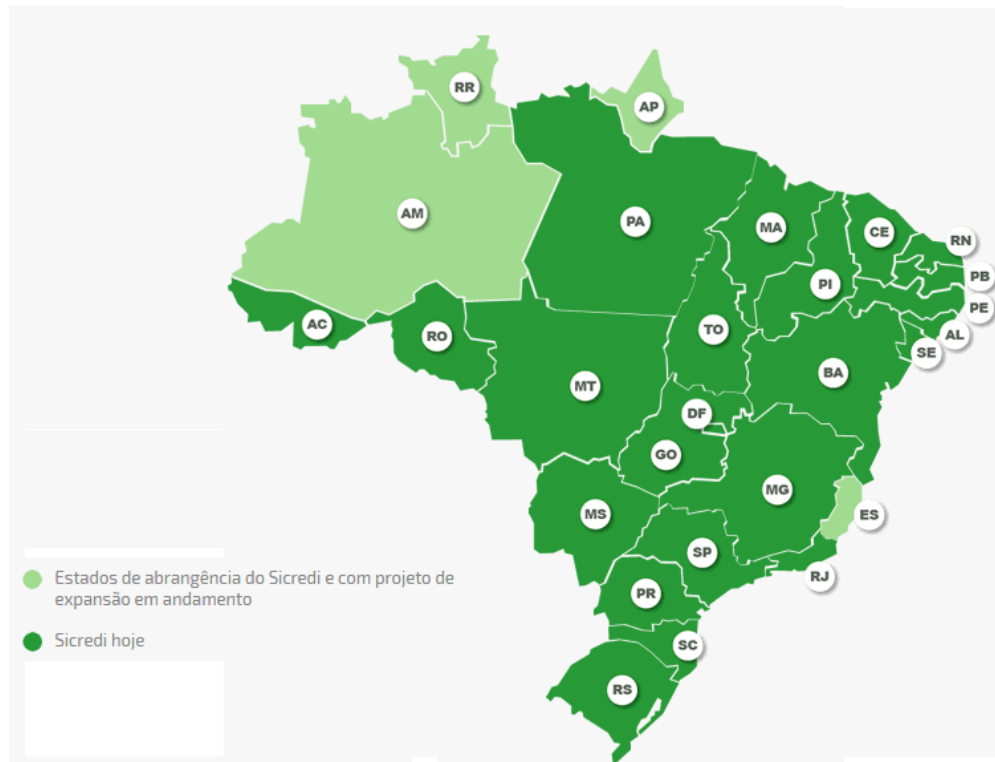 RR
AP
AM
PA
MA
CE
RN
PI
PB
PE
AC
RO
TO
AL
SE
MT
BA
DF
GO
MG
MS
ES
SP
RJ
PR
SC
RS
Estados de abrangência do Sicredi e com projeto de
expansão em andamento
Sicredi hoje